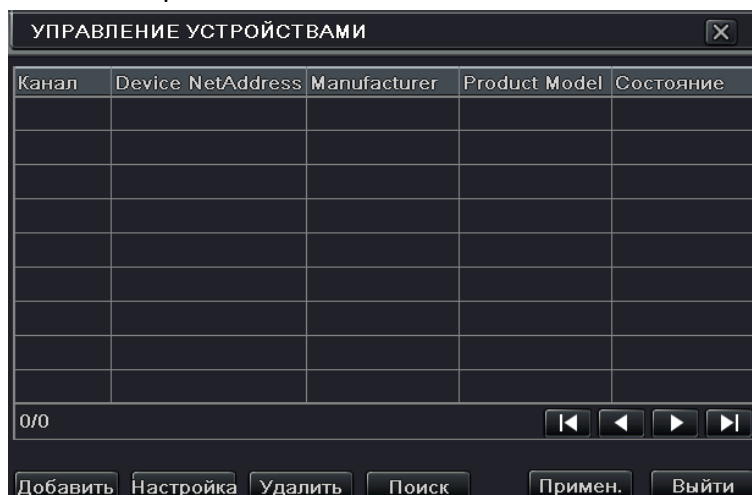 УПРАВЛЕНИЕ УСТРОЙСТВАМИ
Канал Device NetAddress Manufacturer Product Model Состояние
0/0
Добавить Настройка Удалить Поиск Примен. Выйти